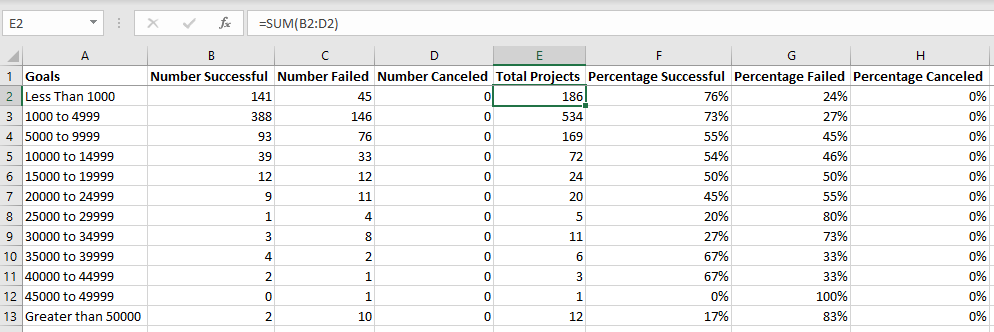 E2 fx =SUM(B2:D2)
A B C D E F G H
1 Goals Number Successful Number Failed Number Canceled Total Projects Percentage Successful Percentage Failed Percentage Canceled
2 Less Than 1000 141 45 0 186 76% 24% 0%
3 1000 to 4999 388 146 0 534 73% 27% 0%
4 5000 to 9999 93 76 0 169 55% 45% 0%
5 10000 to 14999 39 33 0 72 54% 46% 0%
6 15000 to 19999 12 12 0 24 50% 50% 0%
7 20000 to 24999 9 11 0 20 45% 55% 0%
8 25000 to 29999 1 4 0 5 20% 80% 0%
9 30000 to 34999 3 8 0 11 27% 73% 0%
10 35000 to 39999 4 2 0 6 67% 33% 0%
11 40000 to 44999 2 1 0 3 67% 33% 0%
12 45000 to 49999 0 1 0 1 0% 100% 0%
13 Greater than 50000 2 10 0 12 17% 83% 0%